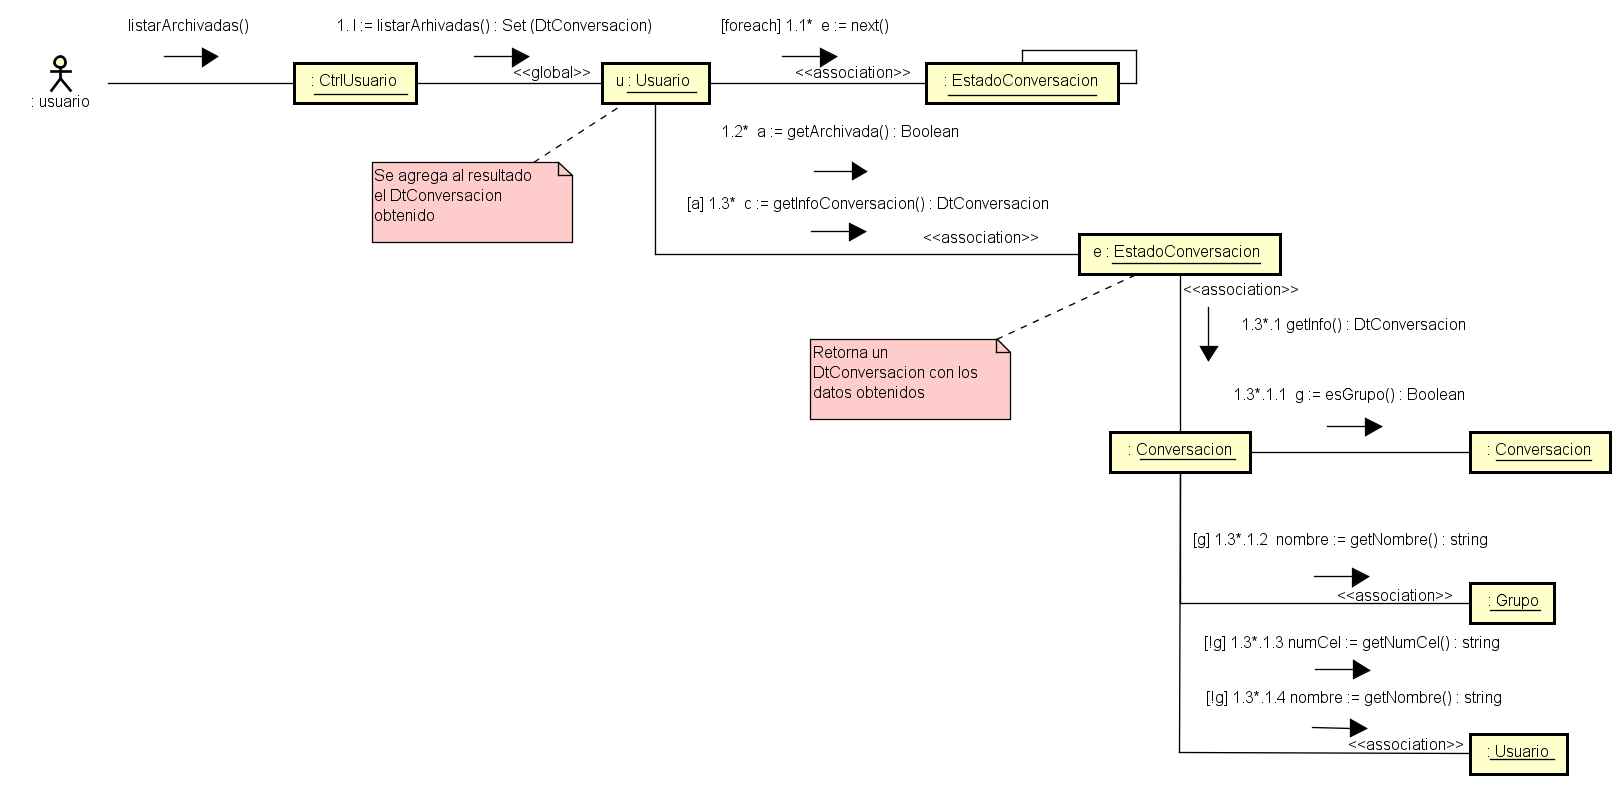 listarArchivadas()
1. l := listarArhivadas() : Set (DtConversacion)
[foreach] 1.1* e := next()
<<global>>
<<association>>
: CtrlUsuario
u : Usuario
: EstadoConversacion
: usuario
1.2* a := getArchivada() : Boolean
Se agrega al resultado
el DtConversacion
obtenido
[a] 1.3* c := getInfoConversacion() : DtConversacion
<<association>>
e : EstadoConversacion
<<association>>
1.3*.1 getInfo() : DtConversacion
Retorna un
DtConversacion con los
datos obtenidos
1.3*.1.1 g := esGrupo() : Boolean
: Conversacion
: Conversacion
[g] 1.3*.1.2 nombre := getNombre() : string
<<association>>
: Grupo
[!g] 1.3*.1.3 numCel := getNumCel() : string
[!g] 1.3*.1.4 nombre := getNombre() : string
<<association>>
: Usuario